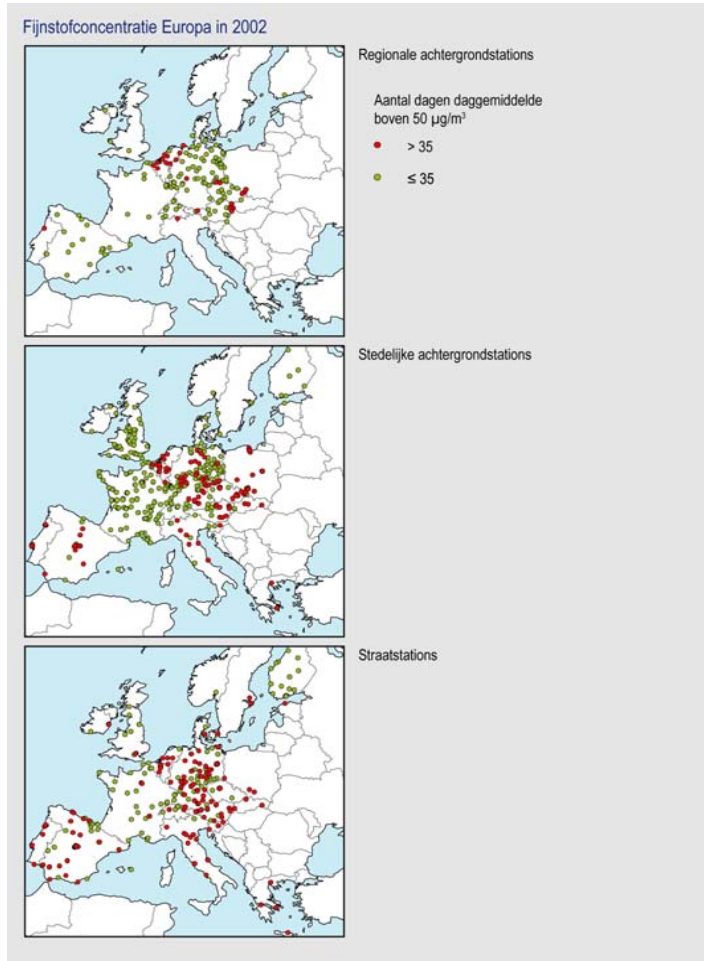 Fijnstofconcentratie Europa in 2002
Regionale achtergrondstations
Aantal dagen daggemiddelde
boven 50 µg/m³
> 35
≤ 35
Stedelijke achtergrondstations
Straatstations